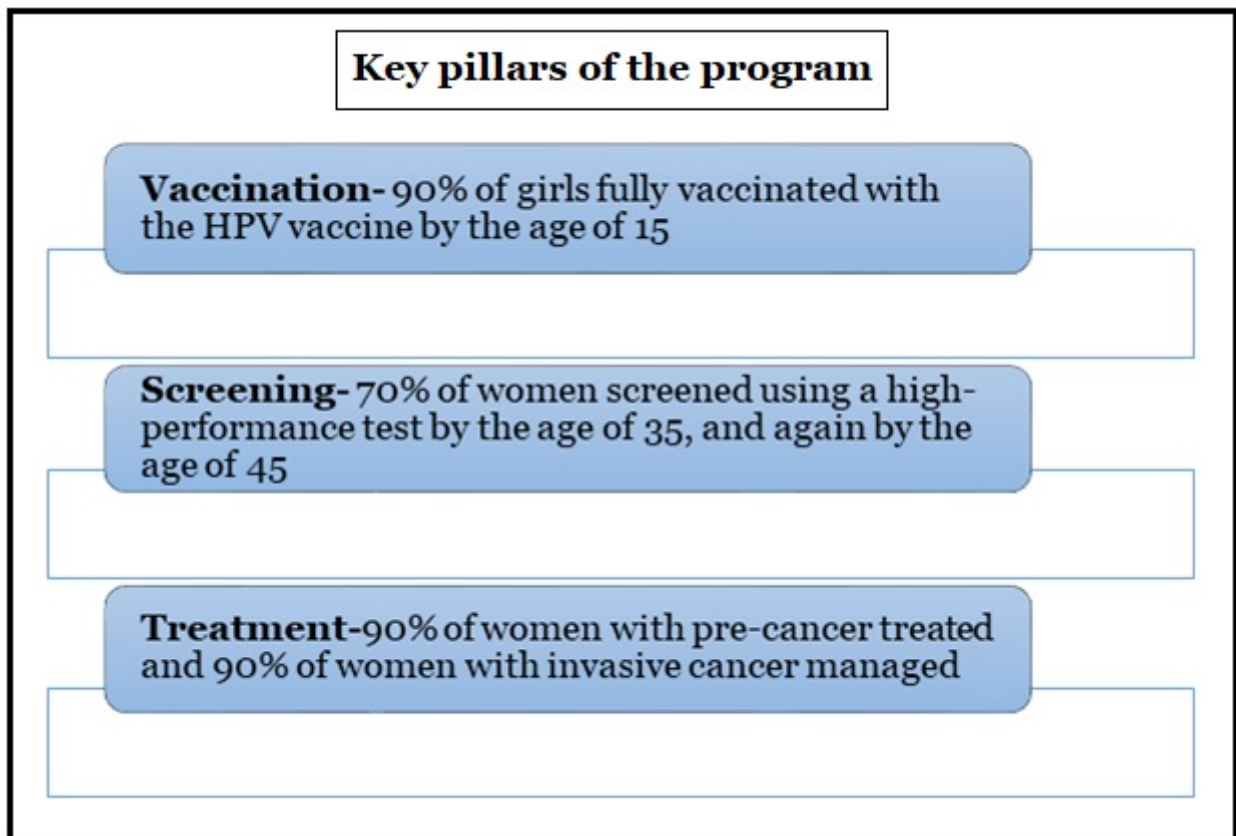 Key pillars of the program
Vaccination- 90% of girls fully vaccinated with
the HPV vaccine by the age of 15
Screening- 70% of women screened using a high-
performance test by the age of 35, and again by the
age of 45
Treatment-90% of women with pre-cancer treated
and 90% of women with invasive cancer managed